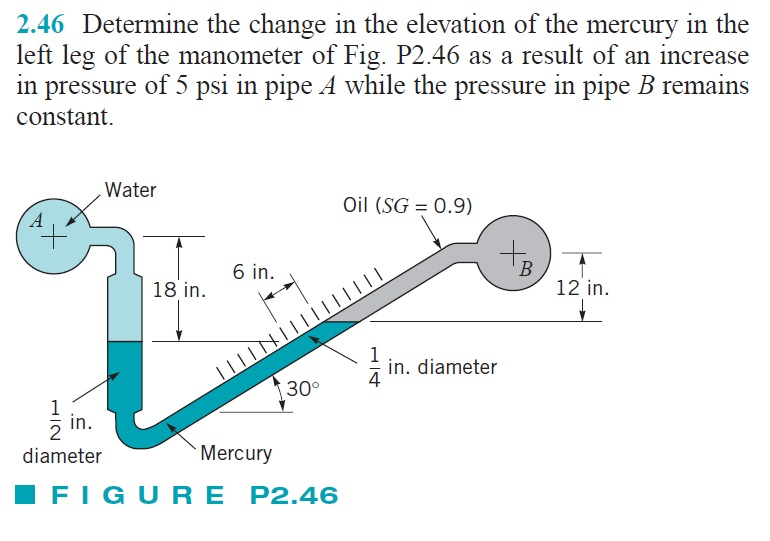 2.46 Determine the change in the elevation of the mercury in the
left leg of the manometer of Fig. P2.46 as a result of an increase
in pressure of 5 psi in pipe A while the pressure in pipe B remains
constant.
Water
A
Oil (SG = 0.9)
B
6 in.
18 in.
12 in.
1/4 in. diameter
30°
1/2 in.
diameter
Mercury
■ FIGURE P2.46